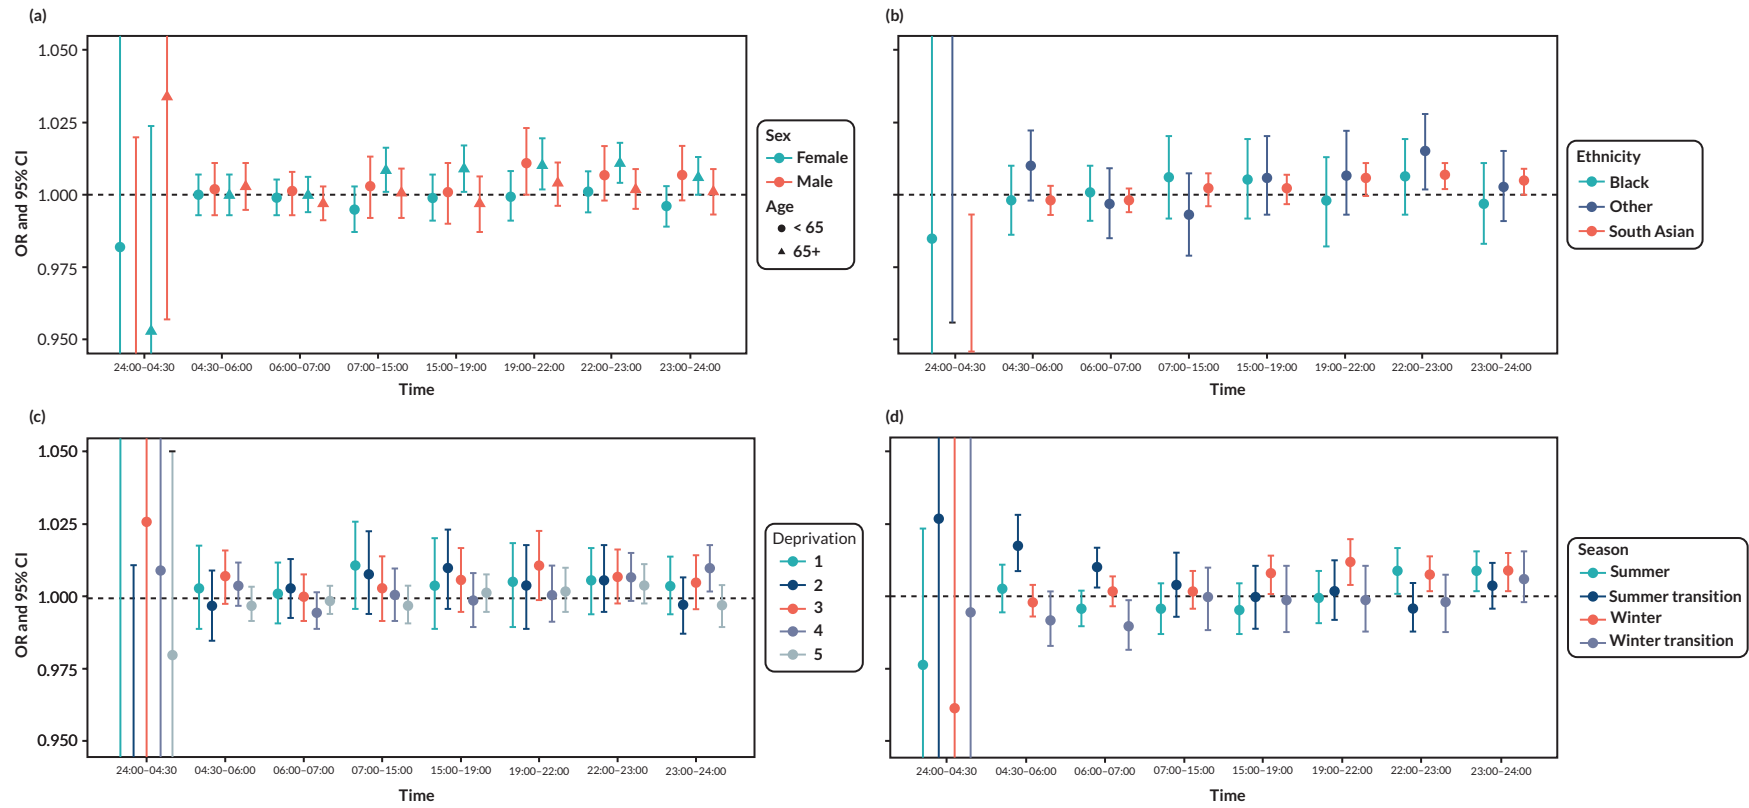 (a)
OR and 95% CI
1.050
1.025
1.000
0.975
0.950
24:00–04:30 04:30–06:00 06:00–07:00 07:00–15:00 15:00–19:00 19:00–22:00 22:00–23:00 23:00–24:00
Time
Sex
Female
Male
Age
< 65
65+
(b)
24:00–04:30 04:30–06:00 06:00–07:00 07:00–15:00 15:00–19:00 19:00–22:00 22:00–23:00 23:00–24:00
Time
Ethnicity
Black
Other
South Asian
(c)
OR and 95% CI
1.050
1.025
1.000
0.975
0.950
24:00–04:30 04:30–06:00 06:00–07:00 07:00–15:00 15:00–19:00 19:00–22:00 22:00–23:00 23:00–24:00
Time
Deprivation
1
2
3
4
5
(d)
24:00–04:30 04:30–06:00 06:00–07:00 07:00–15:00 15:00–19:00 19:00–22:00 22:00–23:00 23:00–24:00
Time
Season
Summer
Summer transition
Winter
Winter transition